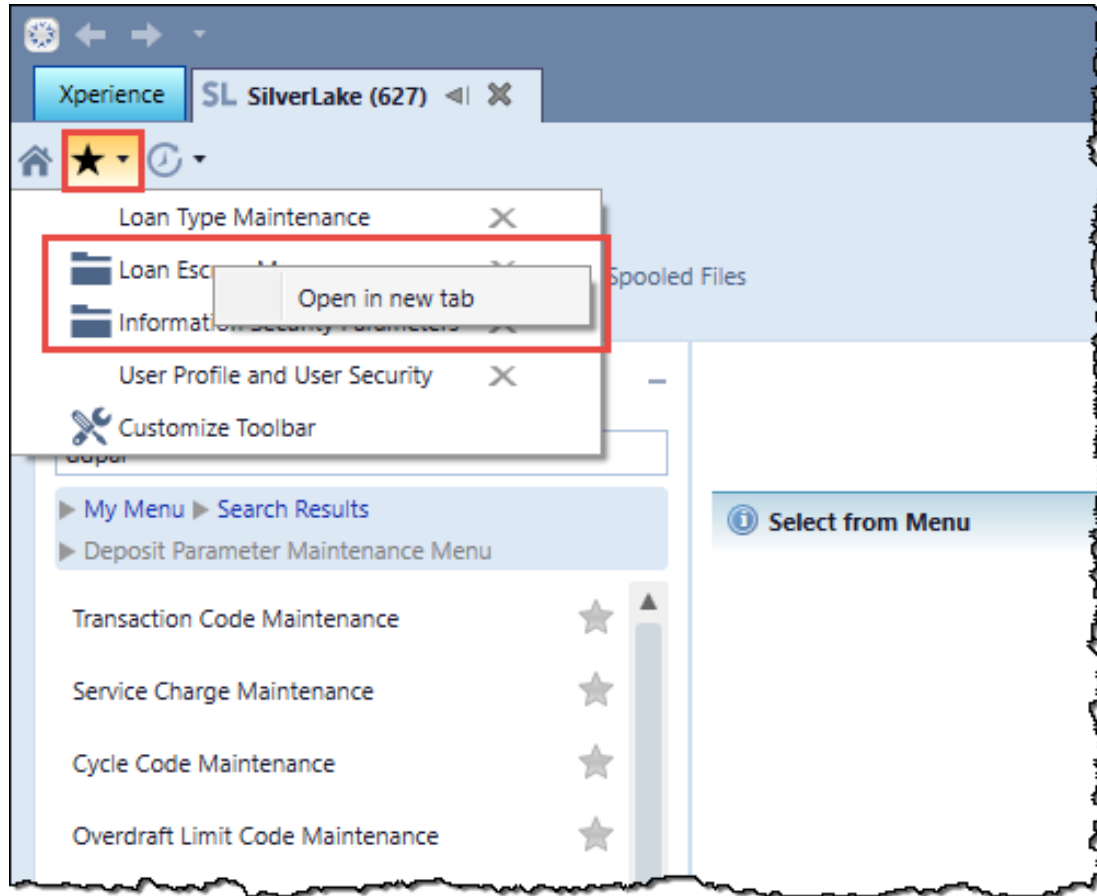 Xperience
SL SilverLake (627)
Loan Type Maintenance
Loan
Spooled Files
Open in new tab
Security Parameters
User Profile and User Security
Customize Toolbar
My Menu Search Results
Deposit Parameter Maintenance Menu
Select from Menu
Transaction Code Maintenance
Service Charge Maintenance
Cycle Code Maintenance
Overdraft Limit Code Maintenance